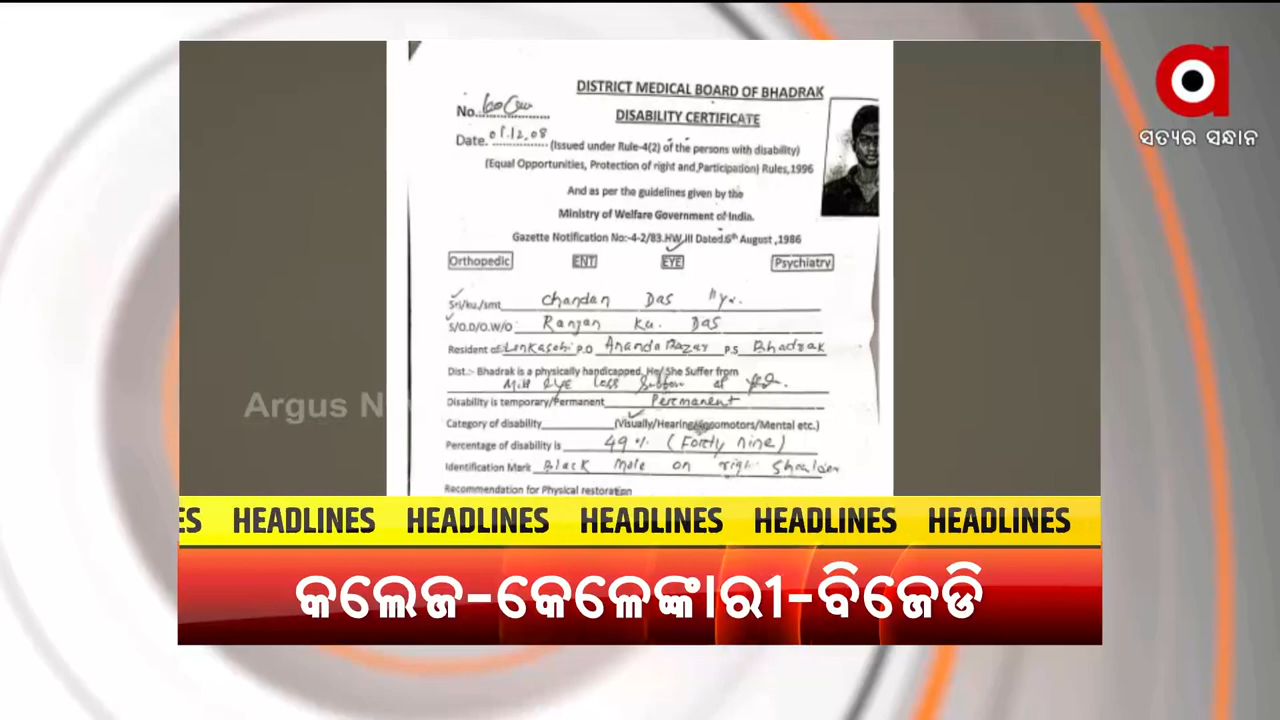 DISTRICT MEDICAL BOARD OF BHADRAK
No.
DISABILITY CERTIFICATE
Date. 01.12.08
(Issued under Rule-4(2) of the persons with disability)
(Equal Opportunities, Protection of right and Participation) Rules,1996
And as per the guidelines given by the
Ministry of Welfare Government of India.
Gazette Notification No:-4-2/83.HW.III Dated.6th August ,1986
Orthopedic ENT EYE Psychiatry
Sri/ku./smt Chandan Das
S/O.D/O.W/O Ranjan Ku. Das
Resident of Lenkasahi P.O Ananda Bazar P.S Bhadrak
Dist.:- Bhadrak is a physically handicapped. He/She Suffer from
Disability is temporary/Permanent Permanent
Category of disability (Visually/Hearing/locomotors/Mental etc.)
Percentage of disability is 49% (Forty nine)
Identification Mark Black mole on right Shoulder
Recommendation for Physical restoration
ସତ୍ୟର ସନ୍ଧାନ
Argus N
ES HEADLINES HEADLINES HEADLINES HEADLINES HEADLINES
କଲେଜ-କେଳେଙ୍କାରୀ-ବିଜେଡି